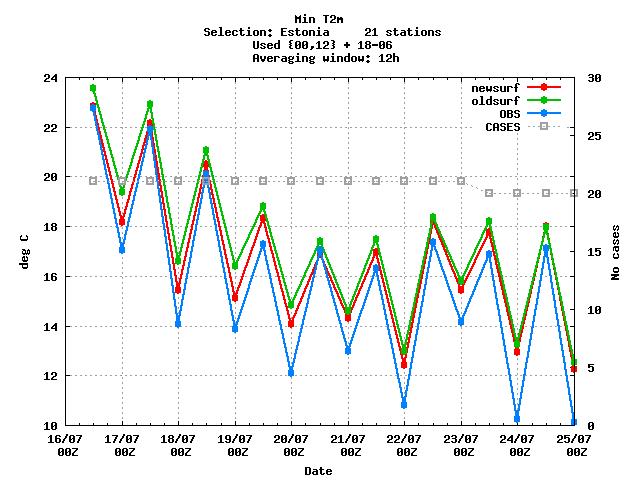 Min T2m
Selection: Estonia 21 stations
Used {00,12} + 18-06
Averaging window: 12h
newsurf
oldsurf
OBS
CASES
24
22
20
18
16
14
12
10
30
25
20
15
10
5
0
deg C
No cases
16/07 17/07 18/07 19/07 20/07 21/07 22/07 23/07 24/07 25/07
00Z 00Z 00Z 00Z 00Z 00Z 00Z 00Z 00Z 00Z
Date